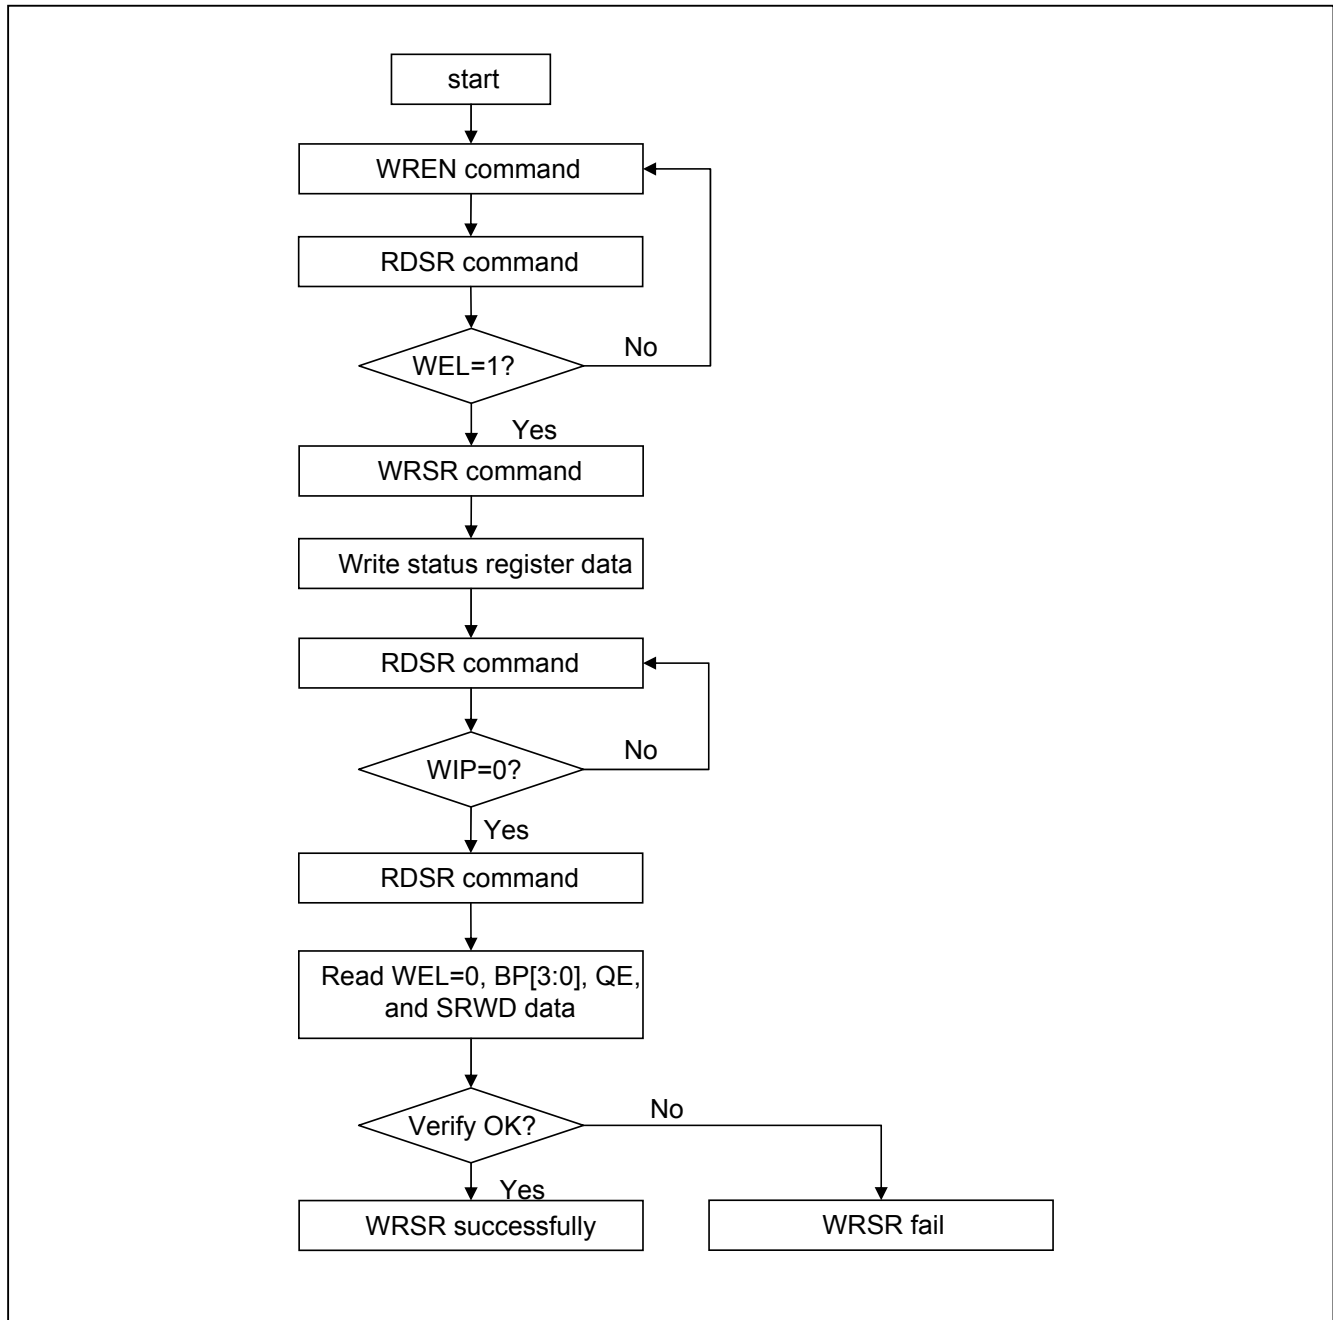 start
WREN command
RDSR command
No
WEL=1?
Yes
WRSR command
Write status register data
RDSR command
No
WIP=0?
Yes
RDSR command
Read WEL=0, BP[3:0], QE,
and SRWD data
No
Verify OK?
Yes
WRSR successfully
WRSR fail